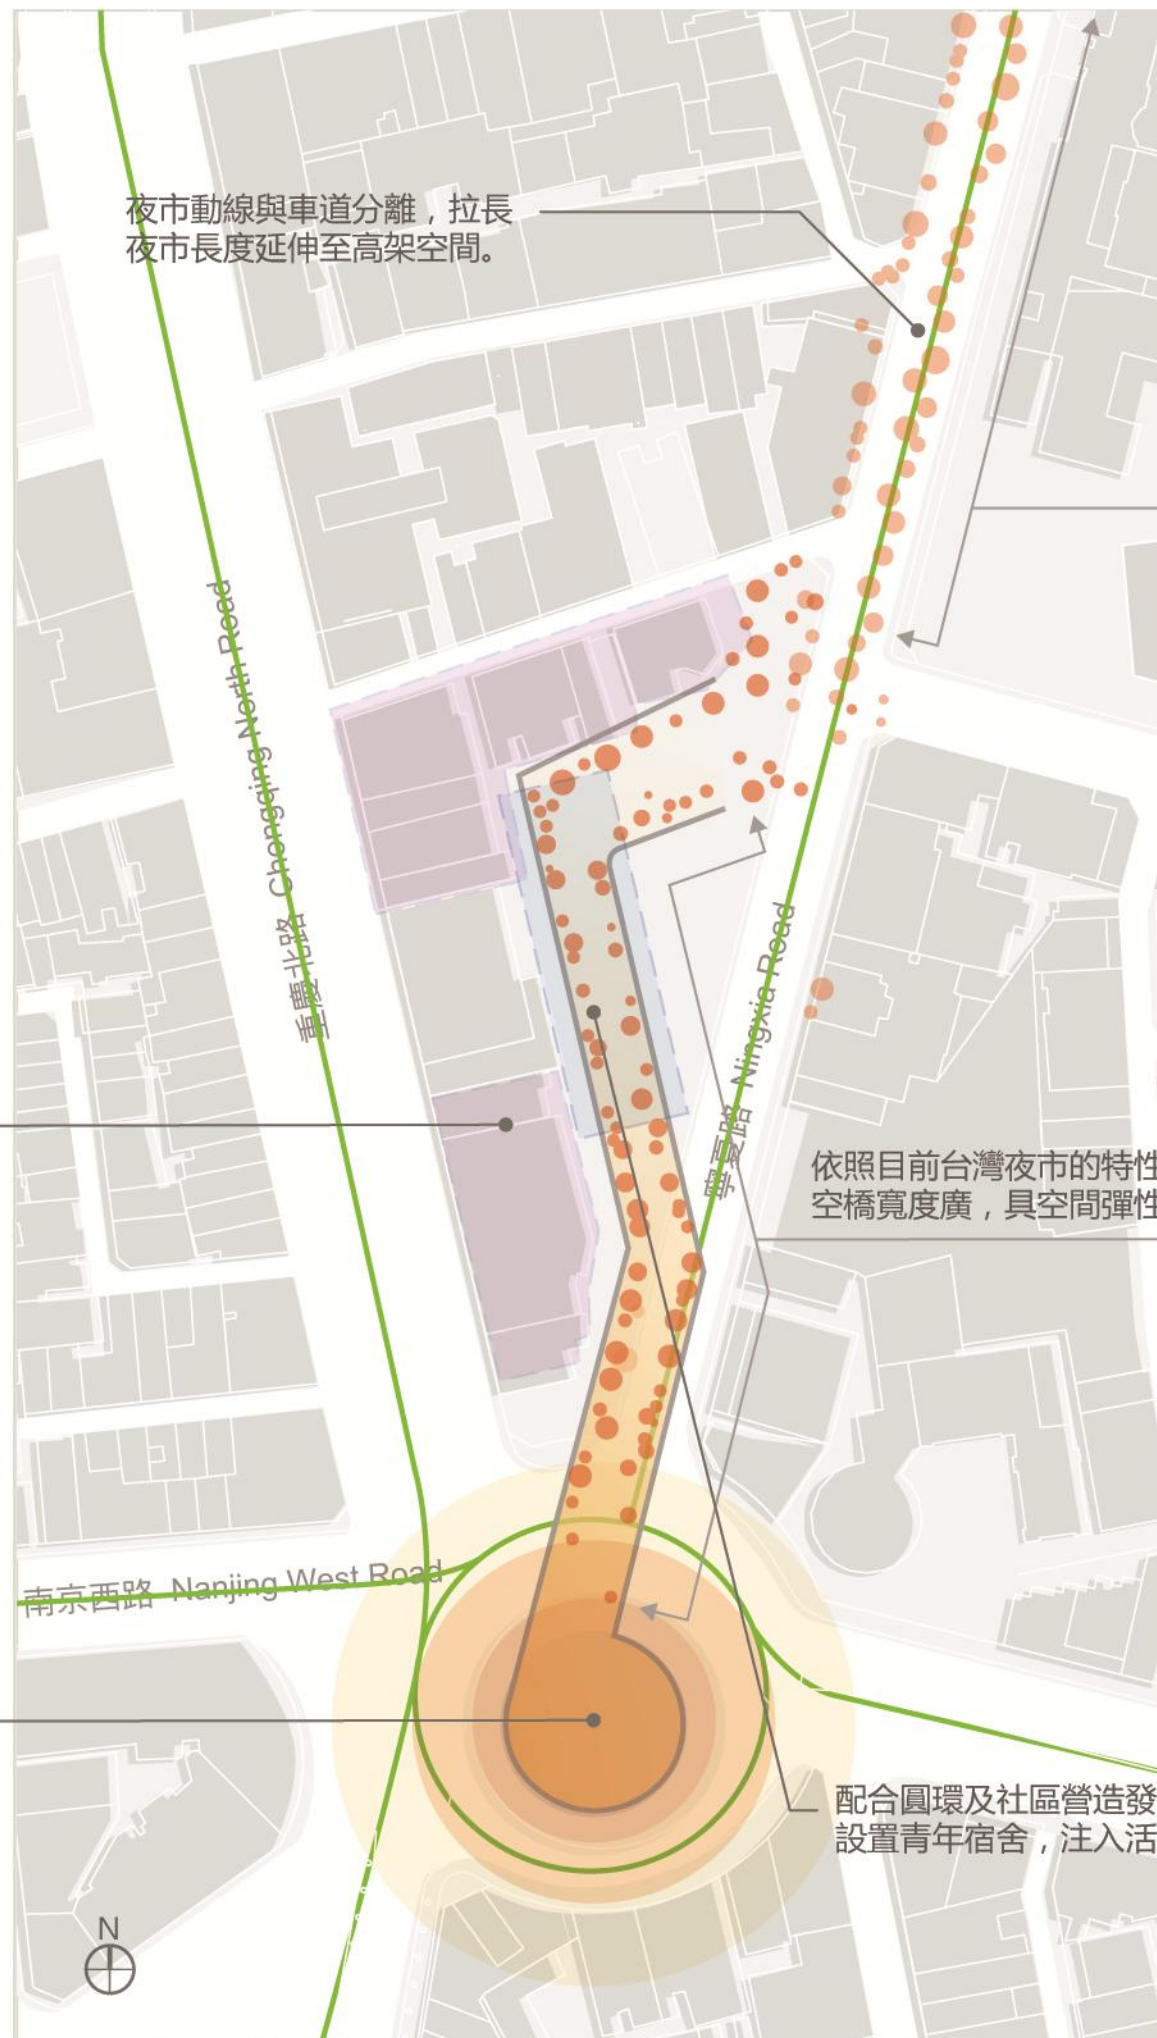 夜市動線與車道分離，拉長
夜市長度延伸至高架空間。
重慶北路 Chongqing North Road
寧夏路 Ningxia Road
依照目前台灣夜市的特性
空橋寬度廣，具空間彈性
南京西路 Nanjing West Road
配合圓環及社區營造發
設置青年宿舍，注入活
N